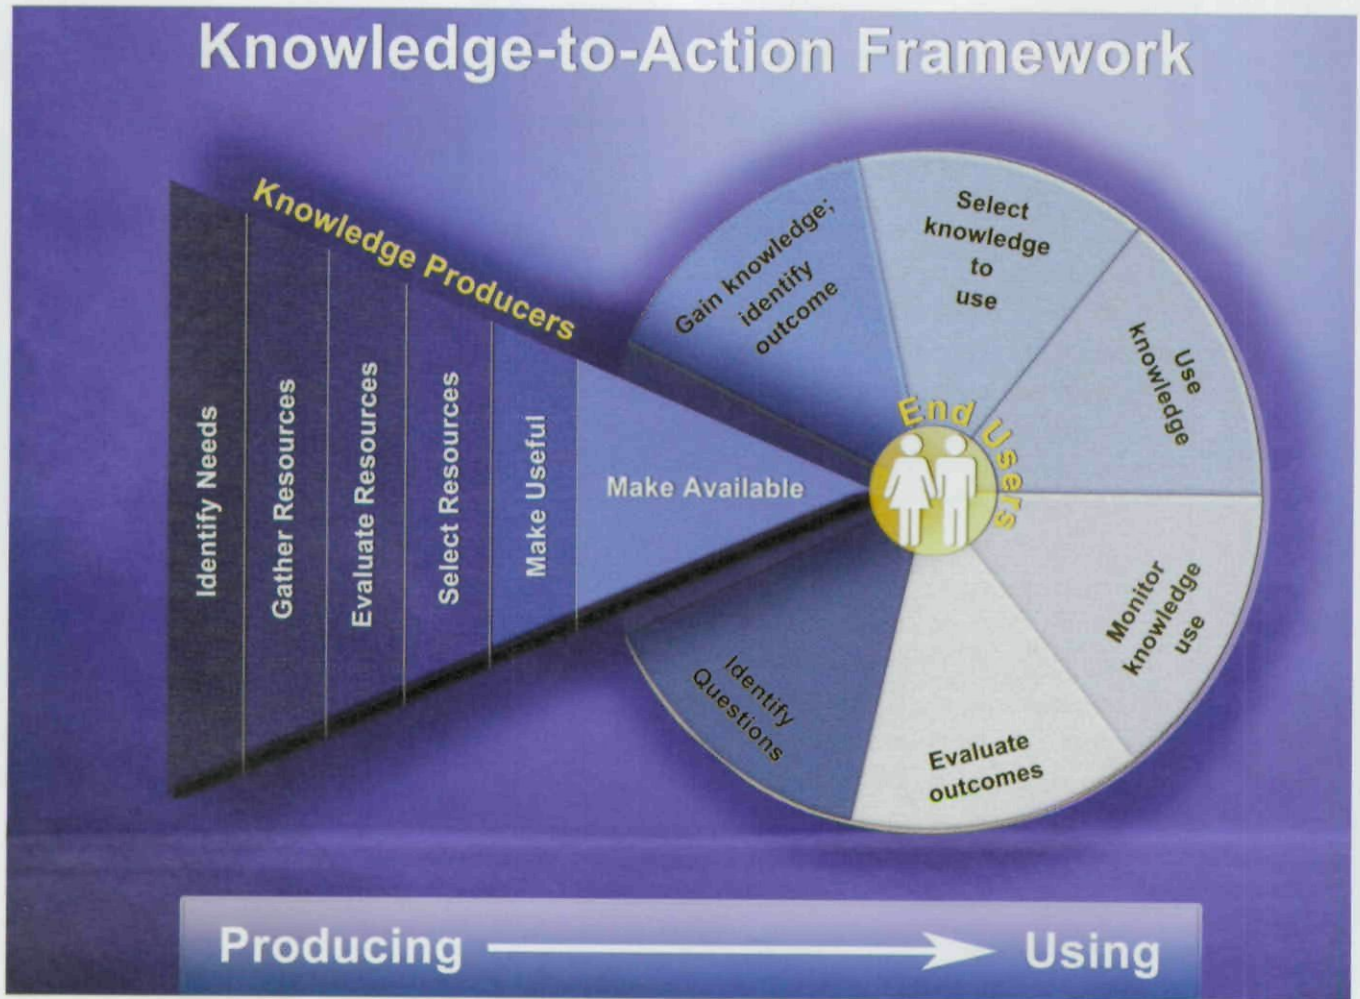 Knowledge-to-Action Framework
Knowledge Producers
Identify Needs
Gather Resources
Evaluate Resources
Select Resources
Make Useful
Make Available
End Users
Gain knowledge;
identify
outcome
Select
knowledge
to
use
Use
knowledge
Monitor
knowledge
use
Evaluate
outcomes
Identify
Questions
Producing
Using